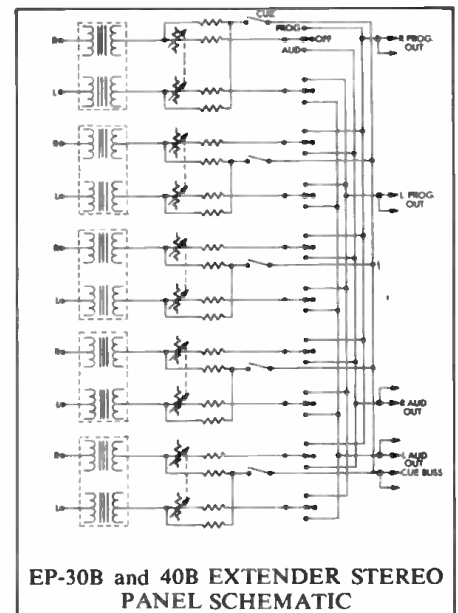 CUE
PROG
R OFF R PROG
AUD OUT
L
R
L L PROG
OUT
R
L
R
L R AUD
OUT
R L AUD
OUT
CUE BUSS
L
EP-30B and 40B EXTENDER STEREO
PANEL SCHEMATIC